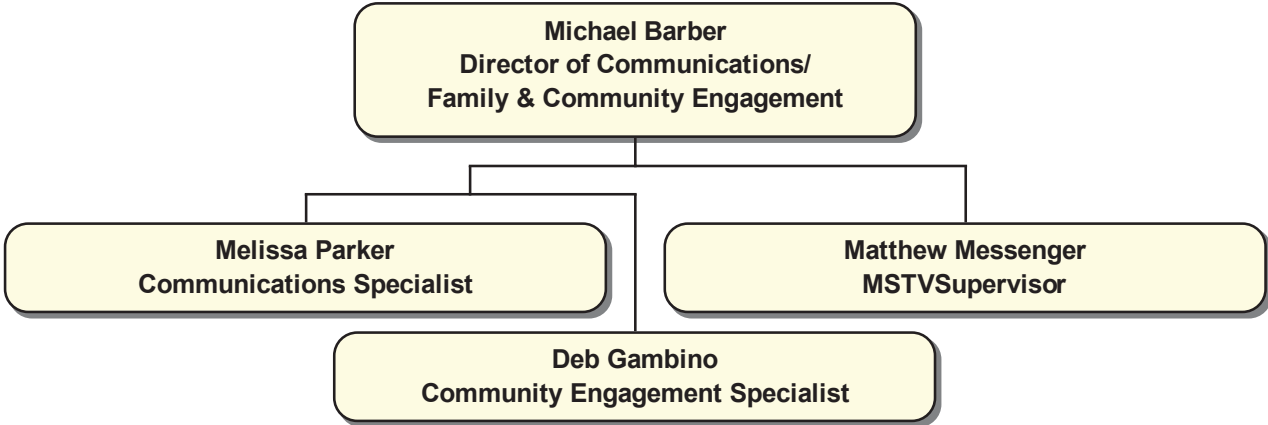 Michael Barber
Director of Communications/
Family & Community Engagement
Melissa Parker
Communications Specialist
Matthew Messenger
MSTVSupervisor
Deb Gambino
Community Engagement Specialist